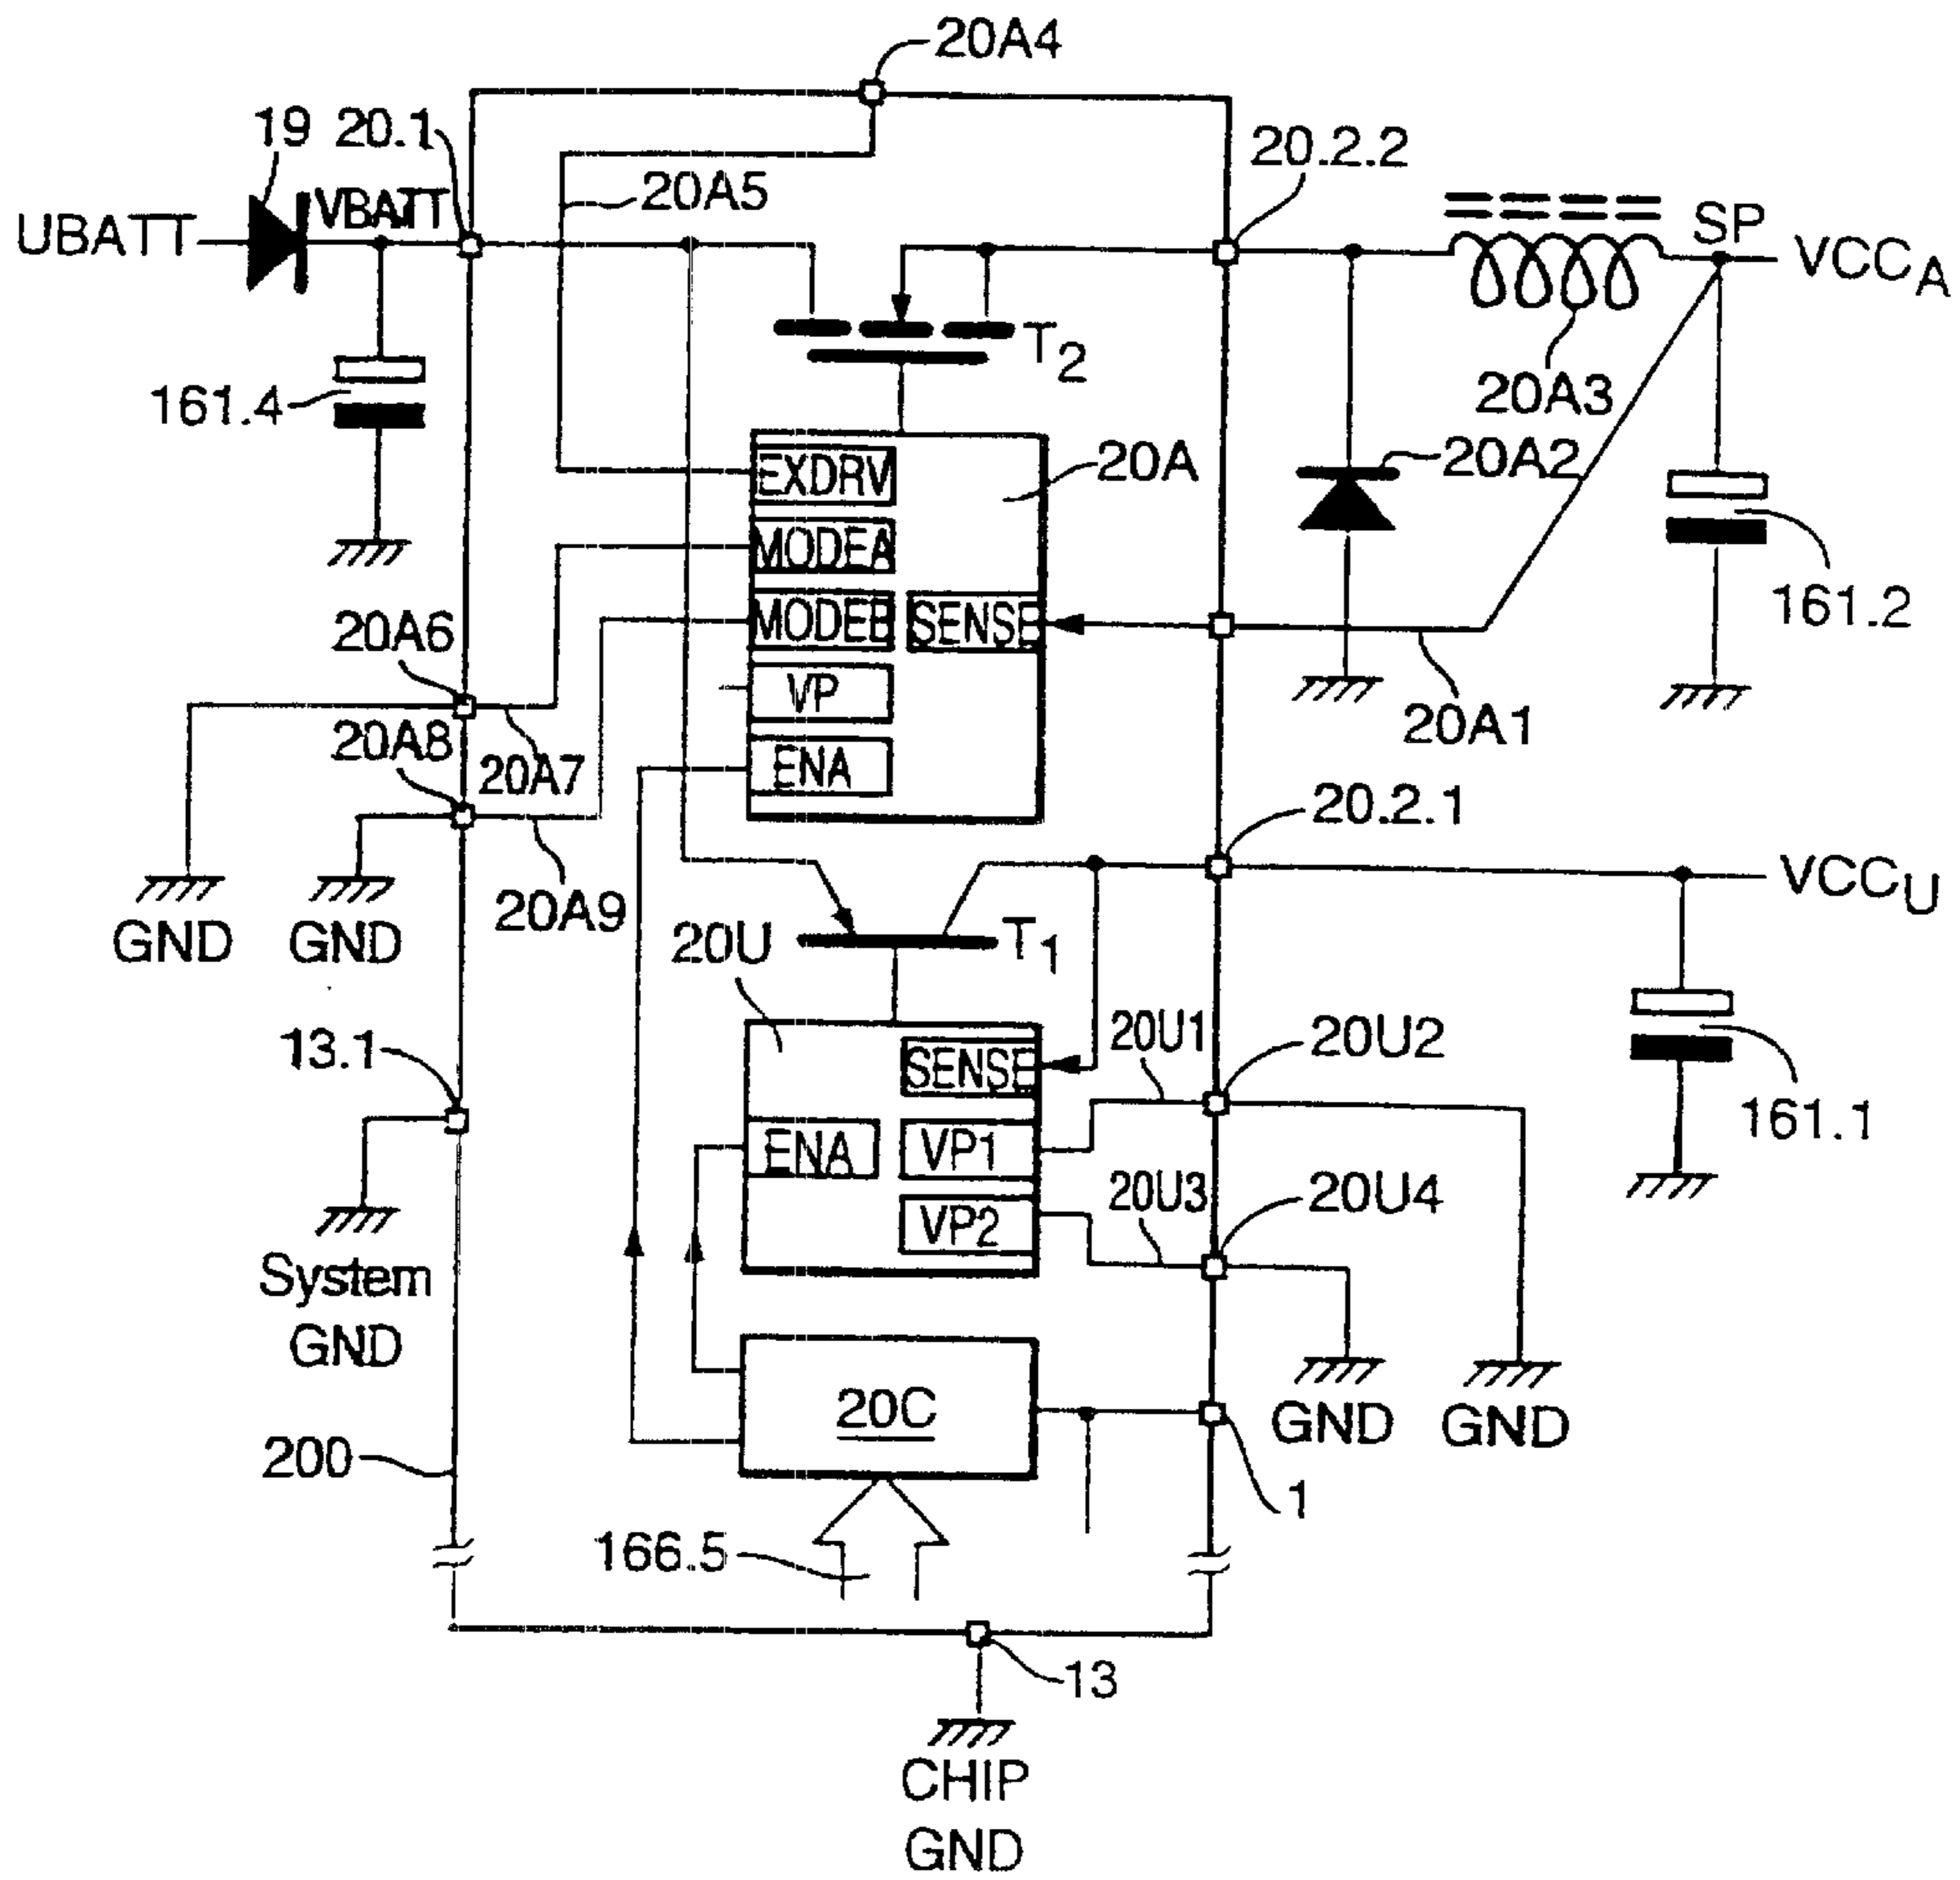 20A4
19 20.1
20.2.2
VBATT
20A5
UBATT
SP
VCCA
T2
20A3
161.4
20A
20A2
EXDRV
MODEA
MODEB
SENSE
161.2
20A6
VP
20A8
20A7
20A1
ENA
20.2.1
VCCU
20A9
GND
GND
20U
T1
13.1
20U1
20U2
SENSE
161.1
ENA
VP1
20U3
20U4
VP2
System
GND
20C
GND
GND
200
1
166.5
13
CHIP
GND